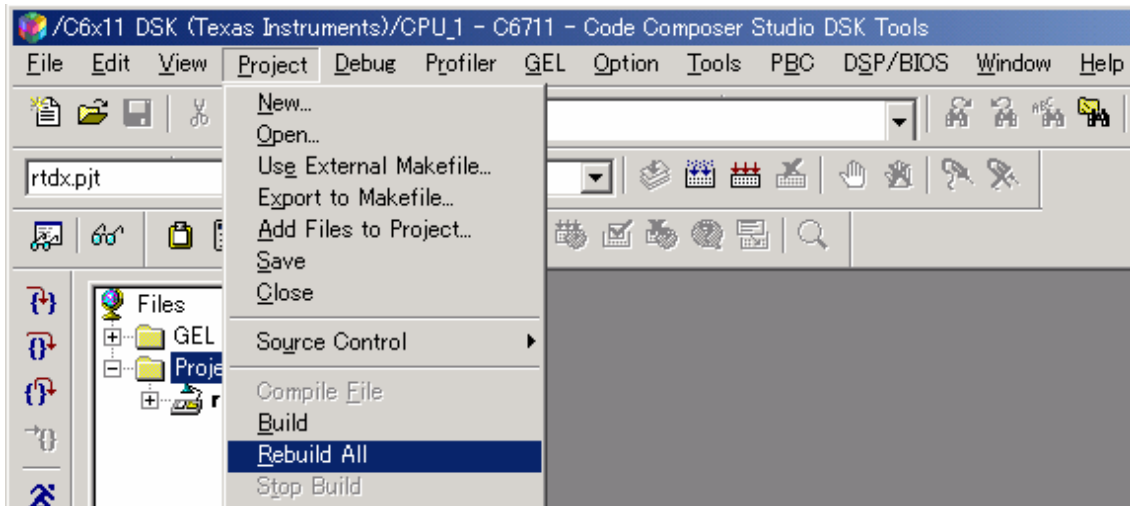 /C6x11 DSK (Texas Instruments)/CPU_1 - C6711 - Code Composer Studio DSK Tools
File Edit View Project Debug Profiler GEL Option Tools PBC DSP/BIOS Window Help
New...
Open...
rtdx.pjt
Use External Makefile...
Export to Makefile...
Add Files to Project...
Save
Close
Files
GEL
Source Control
Proje
Compile File
r
Build
Rebuild All
Stop Build